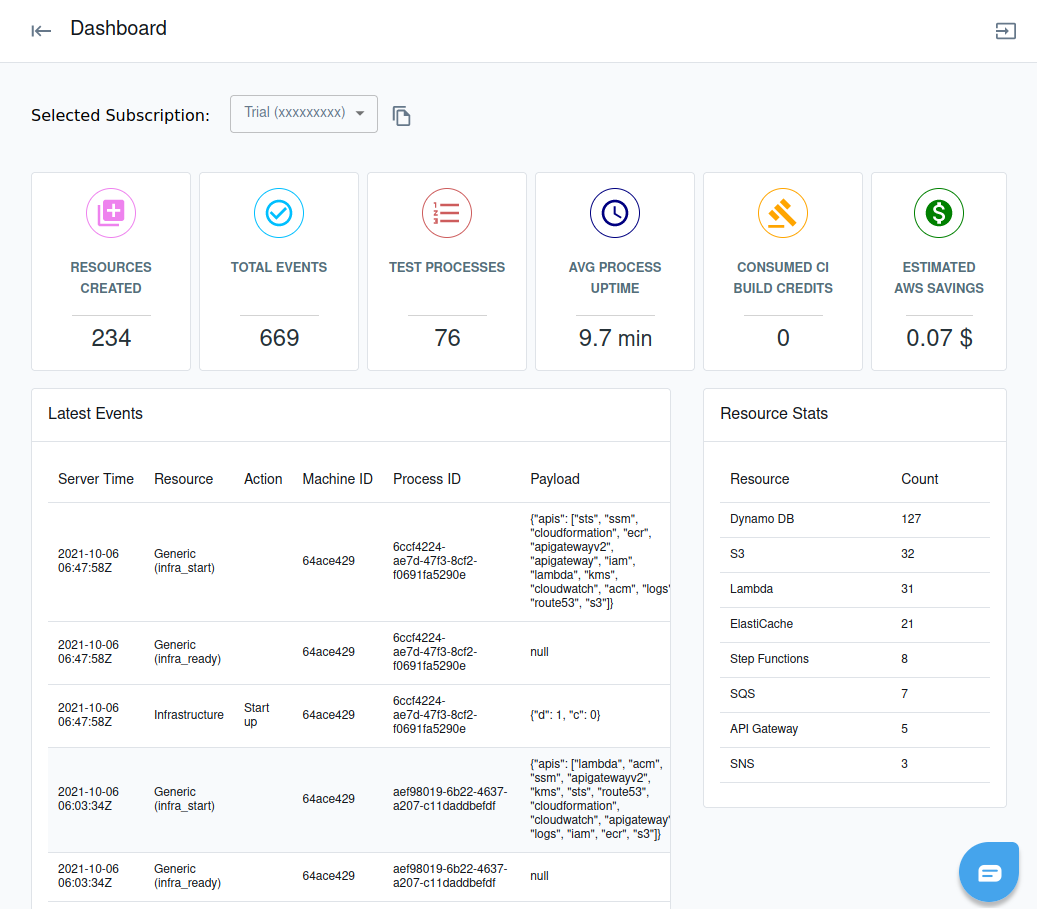 Dashboard
Selected Subscription:
Trial (xxxxxxxxx)
RESOURCES
CREATED
234
TOTAL EVENTS
669
1
2
3
TEST PROCESSES
76
AVG PROCESS
UPTIME
9.7 min
CONSUMED CI
BUILD CREDITS
0
$
ESTIMATED
AWS SAVINGS
0.07 $
Latest Events
Server Time Resource Action Machine ID Process ID Payload
2021-10-06
06:47:58Z
Generic
(infra_start)
64ace429
6ccf4224-
ae7d-47f3-8cf2-
f0691fa5290e
{"apis": ["sts", "ssm",
"cloudformation", "ecr",
"apigatewayv2",
"apigateway", "iam",
"lambda", "kms",
"cloudwatch", "acm", "logs"
"route53", "s3"]}
2021-10-06
06:47:58Z
Generic
(infra_ready)
64ace429
6ccf4224-
ae7d-47f3-8cf2-
f0691fa5290e
null
2021-10-06
06:47:58Z
Infrastructure
Start
up
64ace429
6ccf4224-
ae7d-47f3-8cf2-
f0691fa5290e
{"d": 1, "c": 0}
2021-10-06
06:03:34Z
Generic
(infra_start)
64ace429
aef98019-6b22-4637-
a207-c11daddbefdf
{"apis": ["lambda", "acm",
"ssm", "apigatewayv2",
"kms", "sts", "route53",
"cloudformation",
"cloudwatch", "apigateway"
"logs", "iam", "ecr", "s3"]}
2021-10-06
06:03:34Z
Generic
(infra_ready)
64ace429
aef98019-6b22-4637-
a207-c11daddbefdf
null
Resource Stats
Resource Count
Dynamo DB 127
S3 32
Lambda 31
ElastiCache 21
Step Functions 8
SQS 7
API Gateway 5
SNS 3